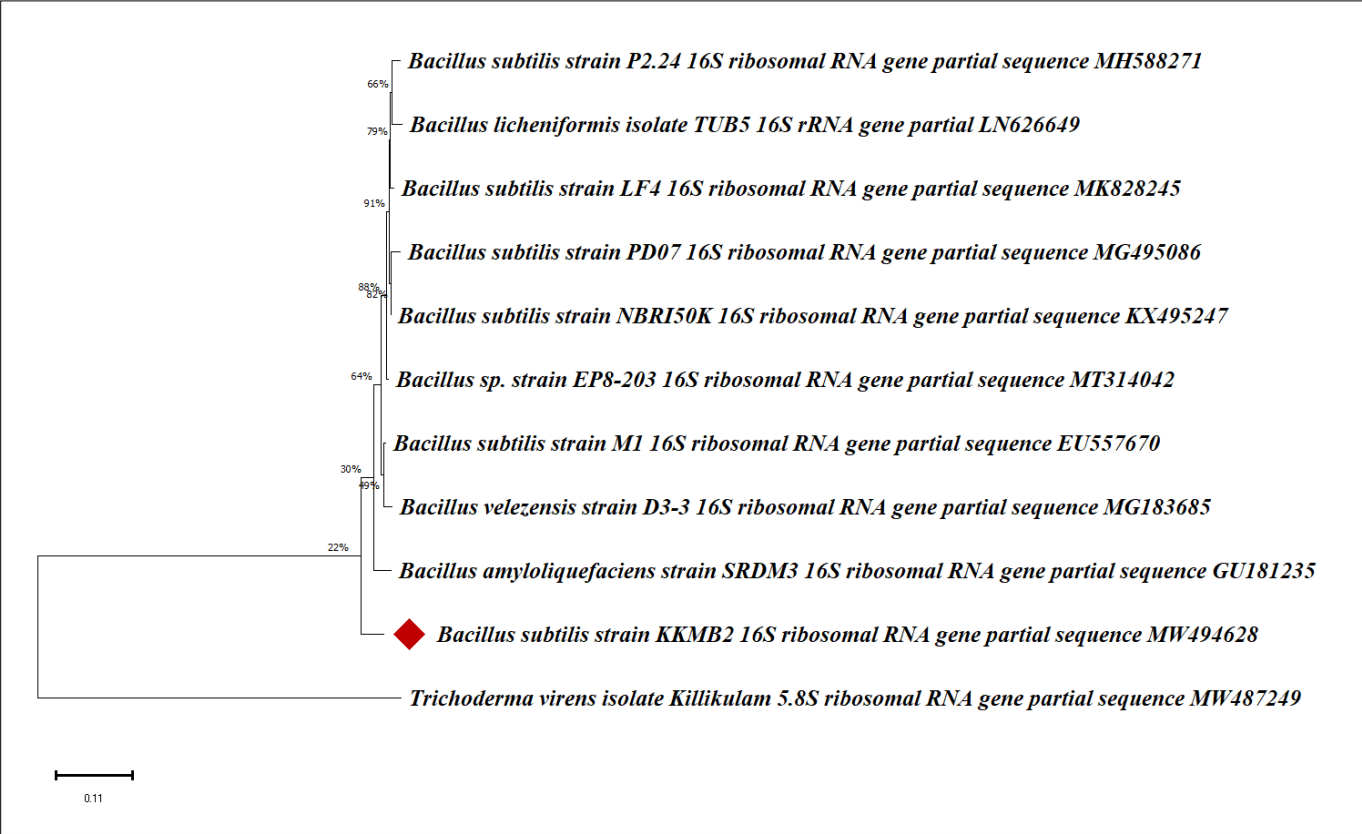 Bacillus subtilis strain P2.24 16S ribosomal RNA gene partial sequence MH588271
66%
Bacillus licheniformis isolate TUB5 16S rRNA gene partial LN626649
79%
Bacillus subtilis strain LF4 16S ribosomal RNA gene partial sequence MK828245
91%
Bacillus subtilis strain PD07 16S ribosomal RNA gene partial sequence MG495086
88%
82%
Bacillus subtilis strain NBRI50K 16S ribosomal RNA gene partial sequence KX495247
64%
Bacillus sp. strain EP8-203 16S ribosomal RNA gene partial sequence MT314042
Bacillus subtilis strain M1 16S ribosomal RNA gene partial sequence EU557670
30%
49%
Bacillus velezensis strain D3-3 16S ribosomal RNA gene partial sequence MG183685
22%
Bacillus amyloliquefaciens strain SRDM3 16S ribosomal RNA gene partial sequence GU181235
Bacillus subtilis strain KKMB2 16S ribosomal RNA gene partial sequence MW494628
Trichoderma virens isolate Killikulam 5.8S ribosomal RNA gene partial sequence MW487249
0.11